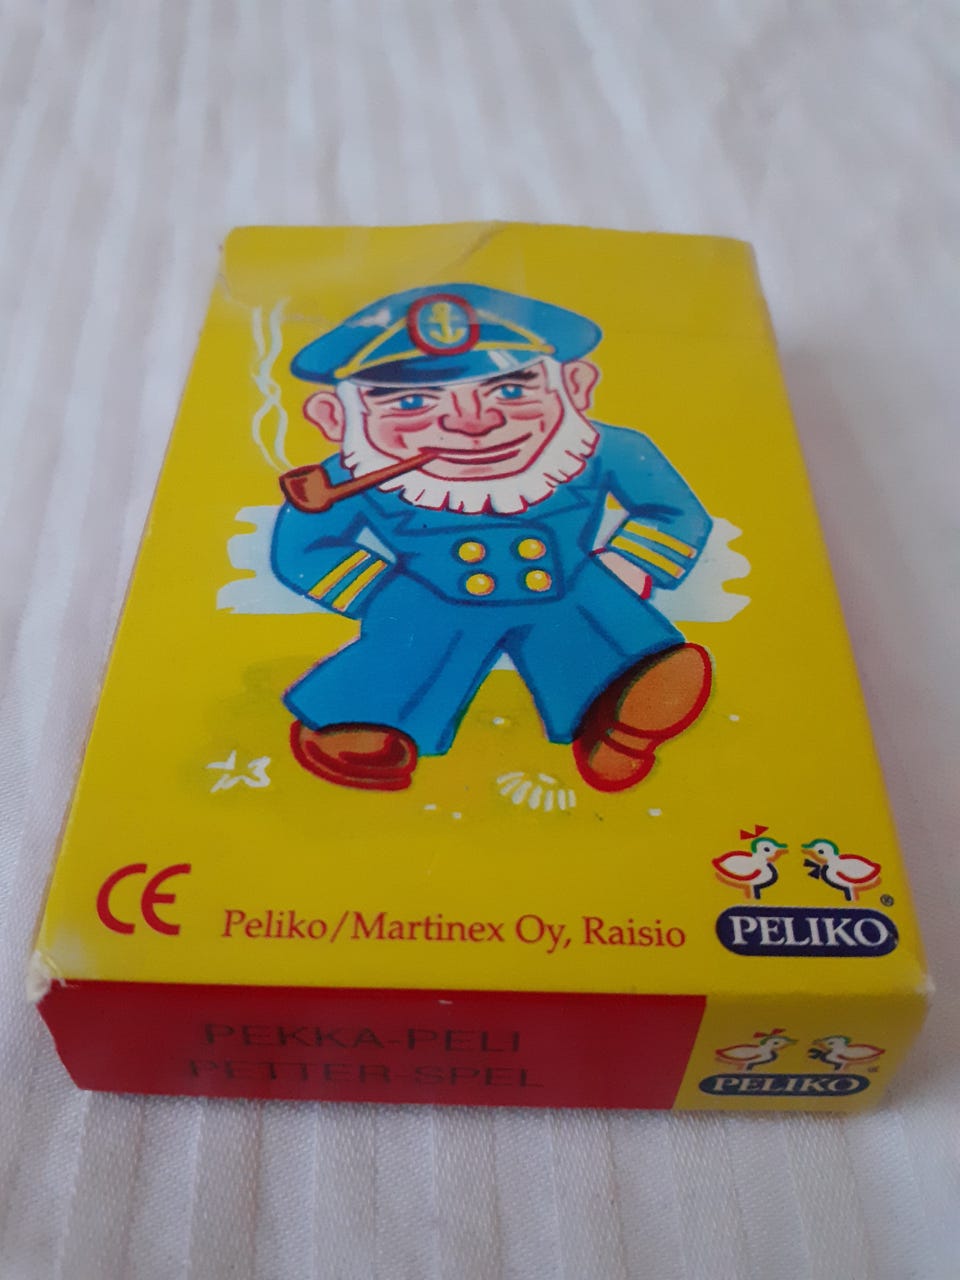 CE
Peliko/Martinex Oy, Raisio
PELIKO®
PEKKA-PELI
PETTER-SPEL
PELIKO